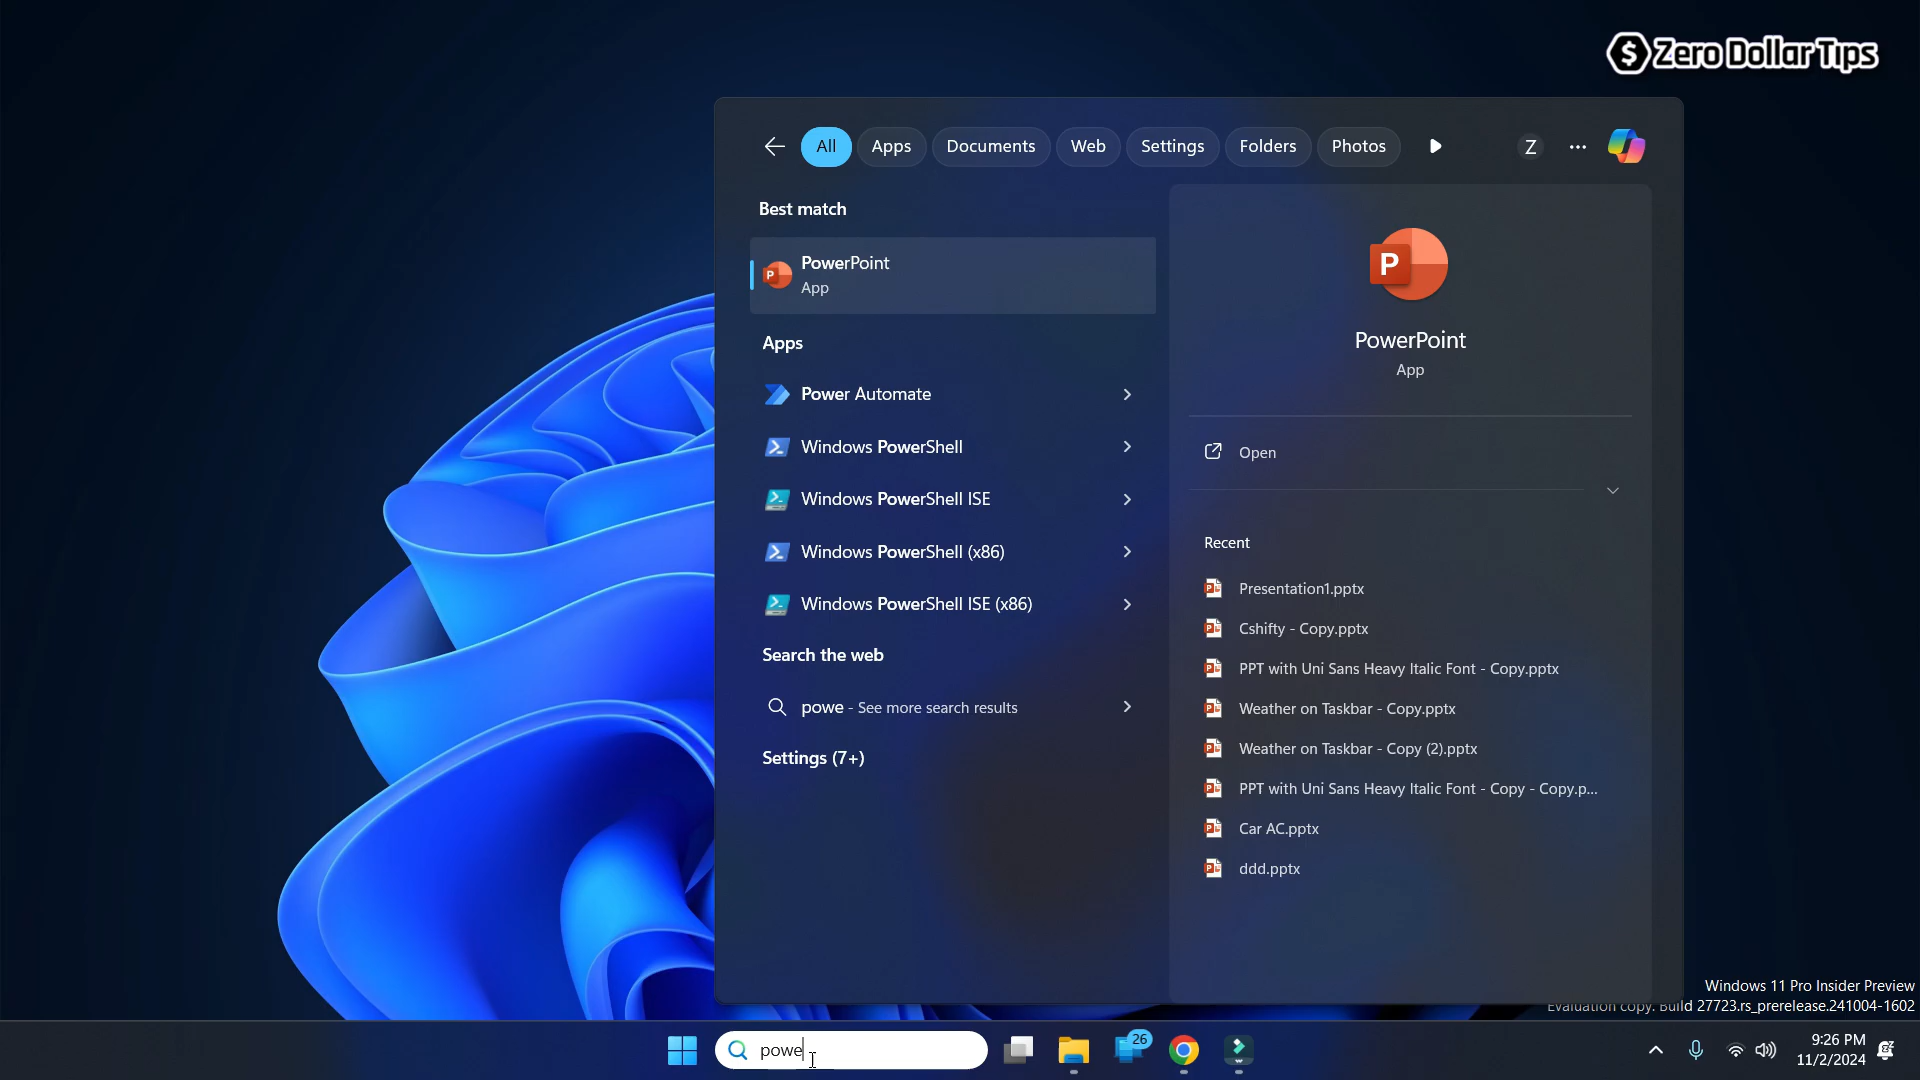 $ Zero Dollar Tips
All Apps Documents Web Settings Folders Photos Z
Best match
PowerPoint
App
Apps
Power Automate
Windows PowerShell
Windows PowerShell ISE
Windows PowerShell (x86)
Windows PowerShell ISE (x86)
Search the web
powe - See more search results
Settings (7+)
P
PowerPoint
App
Open
Recent
Presentation1.pptx
Cshifty - Copy.pptx
PPT with Uni Sans Heavy Italic Font - Copy.pptx
Weather on Taskbar - Copy.pptx
Weather on Taskbar - Copy (2).pptx
PPT with Uni Sans Heavy Italic Font - Copy - Copy.p...
Car AC.pptx
ddd.pptx
Windows 11 Pro Insider Preview
Evaluation copy. Build 27723.rs_prerelease.241004-1602
powe
26
9:26 PM
11/2/2024